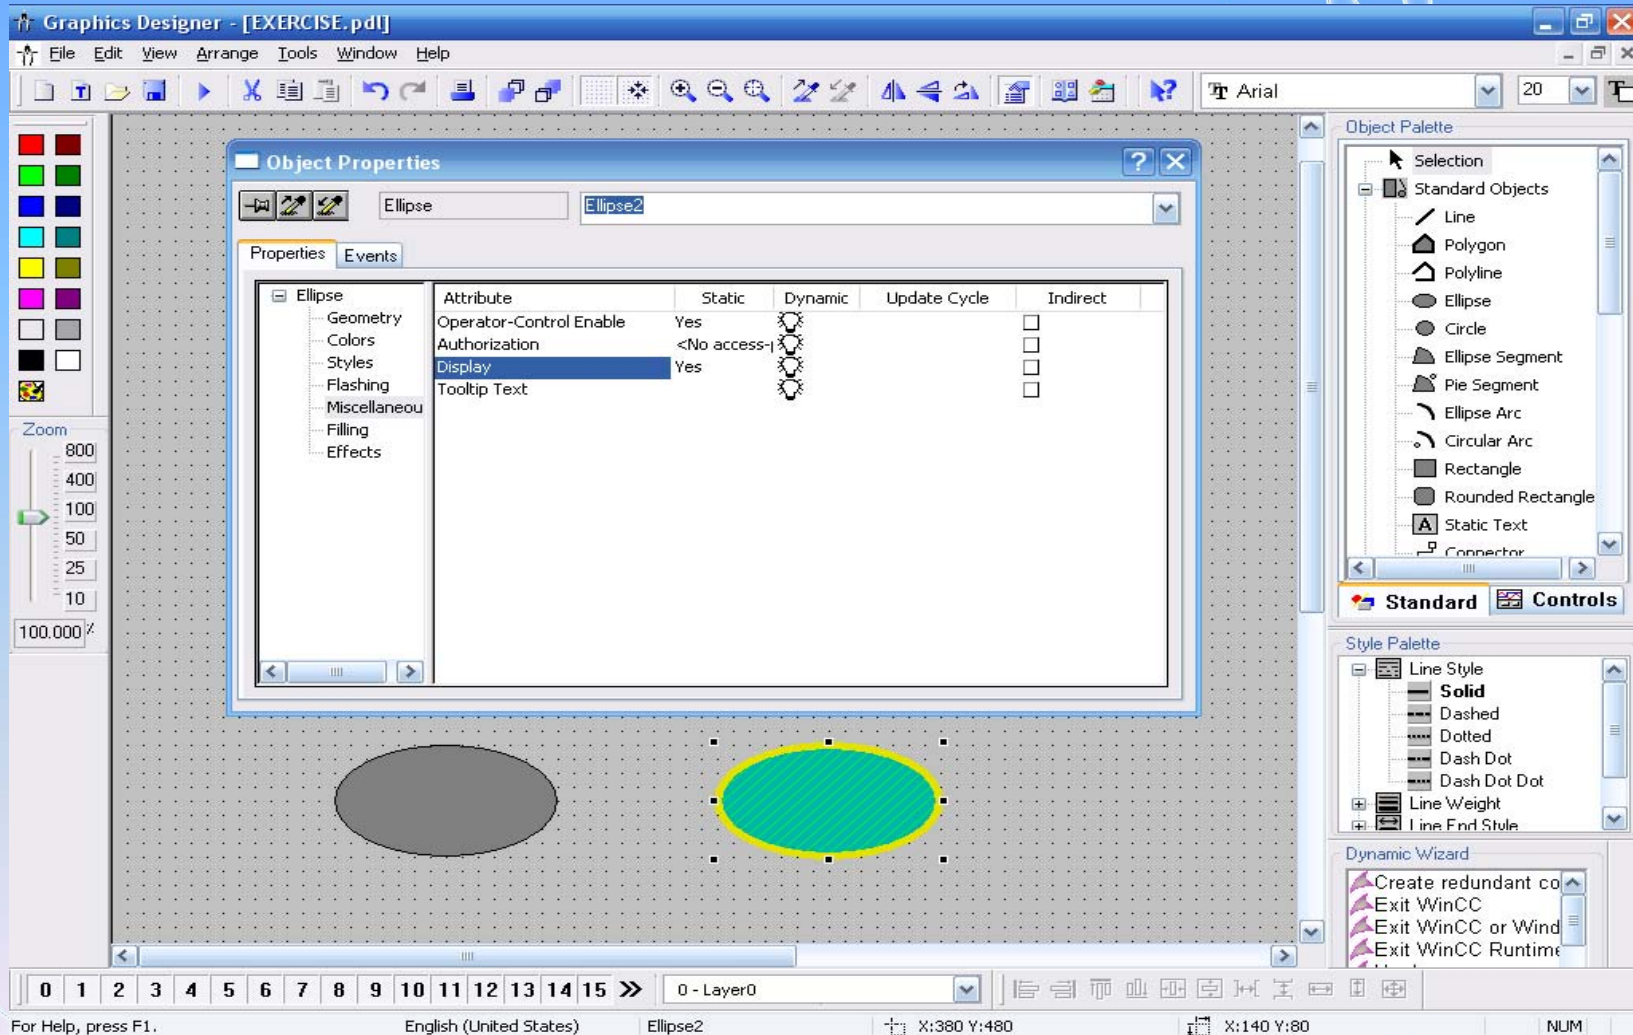 Graphics Designer - [EXERCISE.pdl]
File Edit View Arrange Tools Window Help
Arial 20
Object Properties
Ellipse Ellipse2
Properties Events
Ellipse
Geometry
Colors
Styles
Flashing
Miscellaneou
Filling
Effects
Attribute Static Dynamic Update Cycle Indirect
Operator-Control Enable Yes
Authorization <No access-
Display Yes
Tooltip Text
Zoom
800
400
100
50
25
10
100.000 %
Object Palette
Selection
Standard Objects
Line
Polygon
Polyline
Ellipse
Circle
Ellipse Segment
Pie Segment
Ellipse Arc
Circular Arc
Rectangle
Rounded Rectangle
A Static Text
Connector
Standard Controls
Style Palette
Line Style
Solid
Dashed
Dotted
Dash Dot
Dash Dot Dot
Line Weight
Line End Style
Dynamic Wizard
Create redundant co
Exit WinCC
Exit WinCC or Wind
Exit WinCC Runtime
0 1 2 3 4 5 6 7 8 9 10 11 12 13 14 15 0 - Layer0
For Help, press F1. English (United States) Ellipse2 X:380 Y:480 X:140 Y:80 NUM